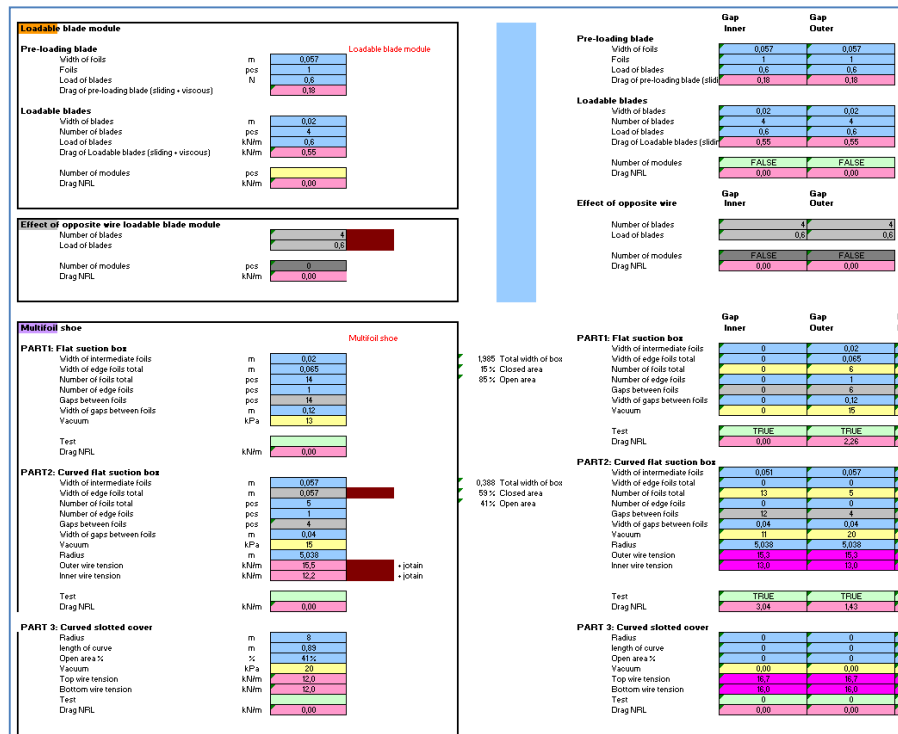 Gap Gap
Inner Outer
Loadable blade module
Pre-loading blade Loadable blade module Pre-loading blade
Width of foils m 0,057 Width of foils 0,057 0,057
Foils pcs 1 Foils 1 1
Load of blades N 0,6 Load of blades 0,6 0,6
Drag of pre-loading blade (sliding + viscous) 0,18 Drag of pre-loading blade (slidi 0,18 0,18
Loadable blades Loadable blades
Width of blades m 0,02 Width of blades 0,02 0,02
Number of blades pcs 4 Number of blades 4 4
Load of blades kN/m 0,6 Load of blades 0,6 0,6
Drag of Loadable blades (sliding + viscous) kN/m 0,55 Drag of Loadable blades (slidir 0,55 0,55
Number of modules pcs Number of modules FALSE FALSE
Drag NRL kN/m 0,00 Drag NRL 0,00 0,00
Gap Gap
Effect of opposite wire Inner Outer
Effect of opposite wire loadable blade module
Number of blades 4 Number of blades 4 4
Load of blades 0,6 Load of blades 0,6 0,6
Number of modules pcs 0 Number of modules FALSE FALSE
Drag NRL kN/m 0,00 Drag NRL 0,00 0,00
Gap Gap
Inner Outer
Multifoil shoe
Multifoil shoe
PART1: Flat suction box PART1: Flat suction box
Width of intermediate foils m 0,02 1,985 Total width of box Width of intermediate foils 0 0,02
Width of edge foils total m 0,065 15% Closed area Width of edge foils total 0 0,065
Number of foils total pcs 14 85% Open area Number of foils total 0 6
Number of edge foils pcs 1 Number of edge foils 0 1
Gaps between foils pcs 14 Gaps between foils 0 6
Width of gaps between foils m 0,12 Width of gaps between foils 0 0,12
Vacuum kPa 13 Vacuum 0 15
Test Test TRUE TRUE
Drag NRL kN/m 0,00 Drag NRL 0,00 2,26
PART2: Curved flat suction box PART2: Curved flat suction box
Width of intermediate foils m 0,057 0,388 Total width of box Width of intermediate foils 0,051 0,057
Width of edge foils total m 0,057 59% Closed area Number of foils total 13 5
Number of foils total pcs 5 41% Open area Number of edge foils 0 0
Number of edge foils pcs 1 Gaps between foils 12 4
Gaps between foils pcs 4 Width of gaps between foils 0,04 0,04
Width of gaps between foils m 0,04 Vacuum 11 20
Vacuum kPa 15 Radius 5,038 5,038
Radius m 5,038 Outer wire tension 15,3 15,3
Outer wire tension kN/m 15,5 + jotain Inner wire tension 13,0 13,0
Inner wire tension kN/m 12,2 + jotain
Test Test TRUE TRUE
Drag NRL kN/m 0,00 Drag NRL 3,04 1,43
PART 3: Curved slotted cover PART 3: Curved slotted cover
Radius m 8 Radius 0 0
length of curve m 0,89 length of curve 0 0
Open area % % 41% Open area % 0 0
Vacuum kPa 20 Vacuum 0,00 0,00
Top wire tension kN/m 12,0 Top wire tension 16,7 16,7
Bottom wire tension kN/m 12,0 Bottom wire tension 16,0 16,0
Test Test 0 0
Drag NRL kN/m 0,00 Drag NRL 0,00 0,00